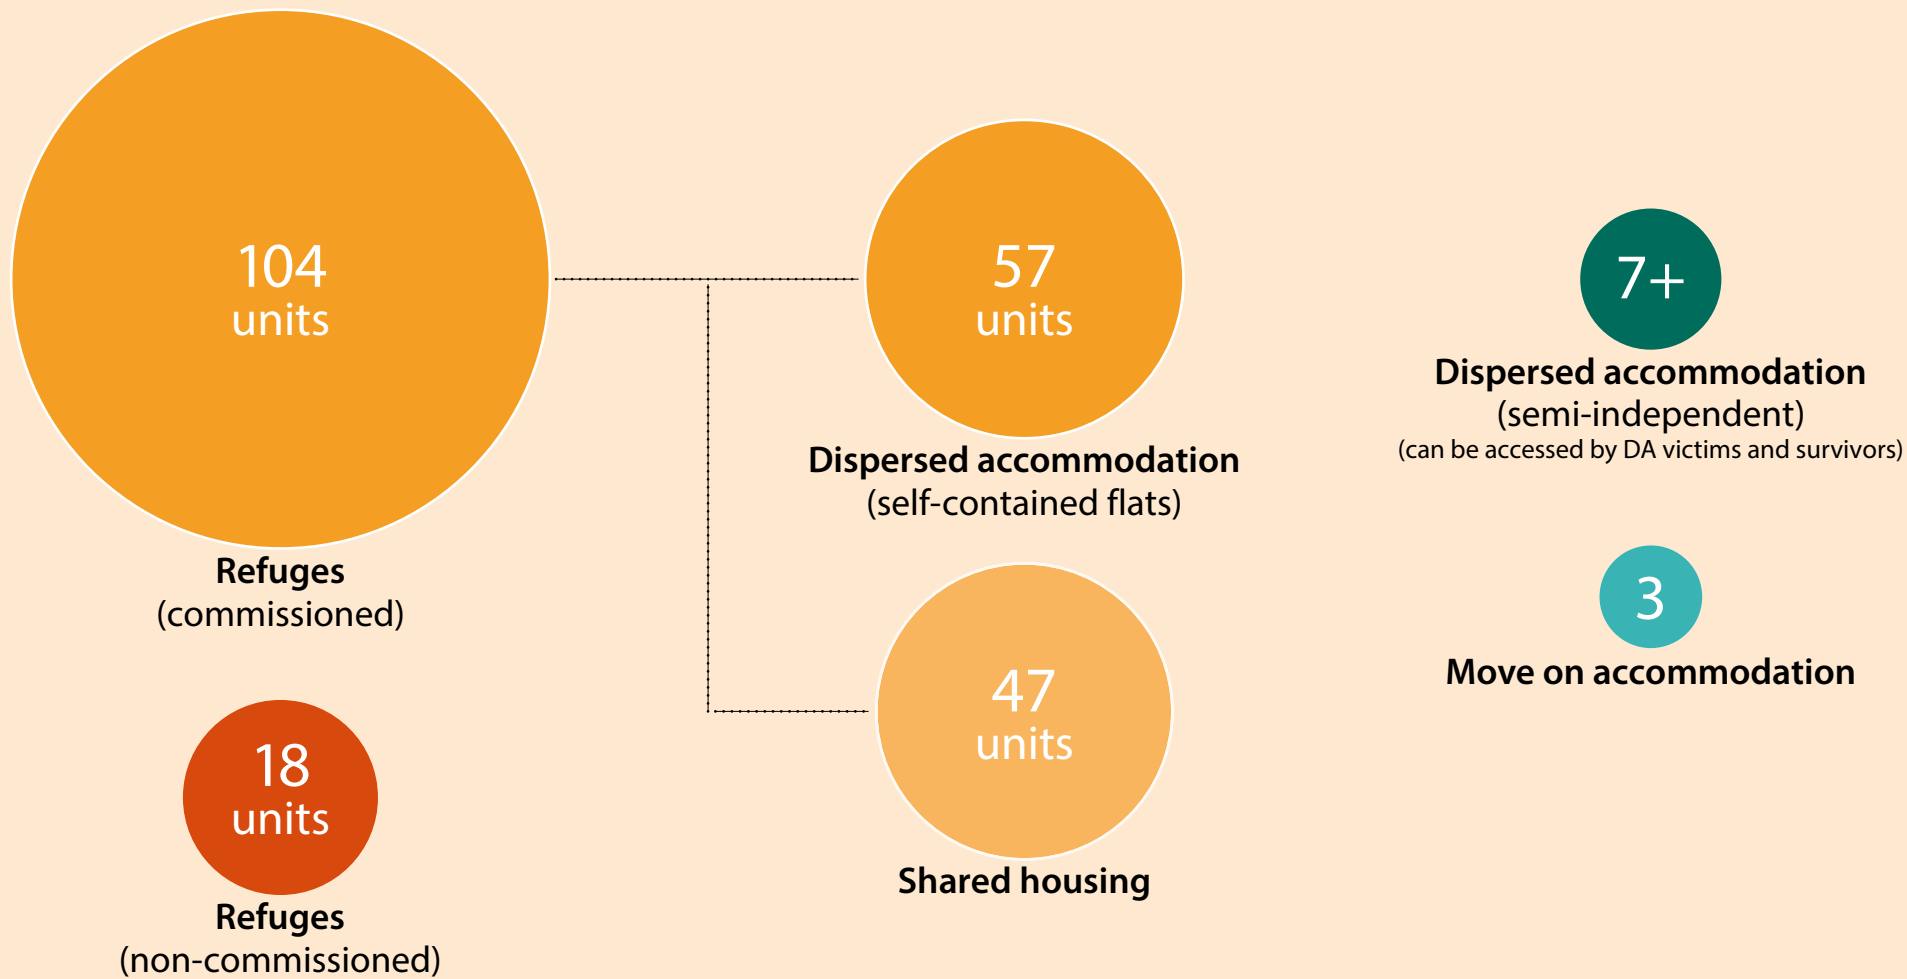 104
units
Refuges
(commissioned)
18
units
Refuges
(non-commissioned)
57
units
Dispersed accommodation
(self-contained flats)
47
units
Shared housing
7+
Dispersed accommodation
(semi-independent)
(can be accessed by DA victims and survivors)
3
Move on accommodation